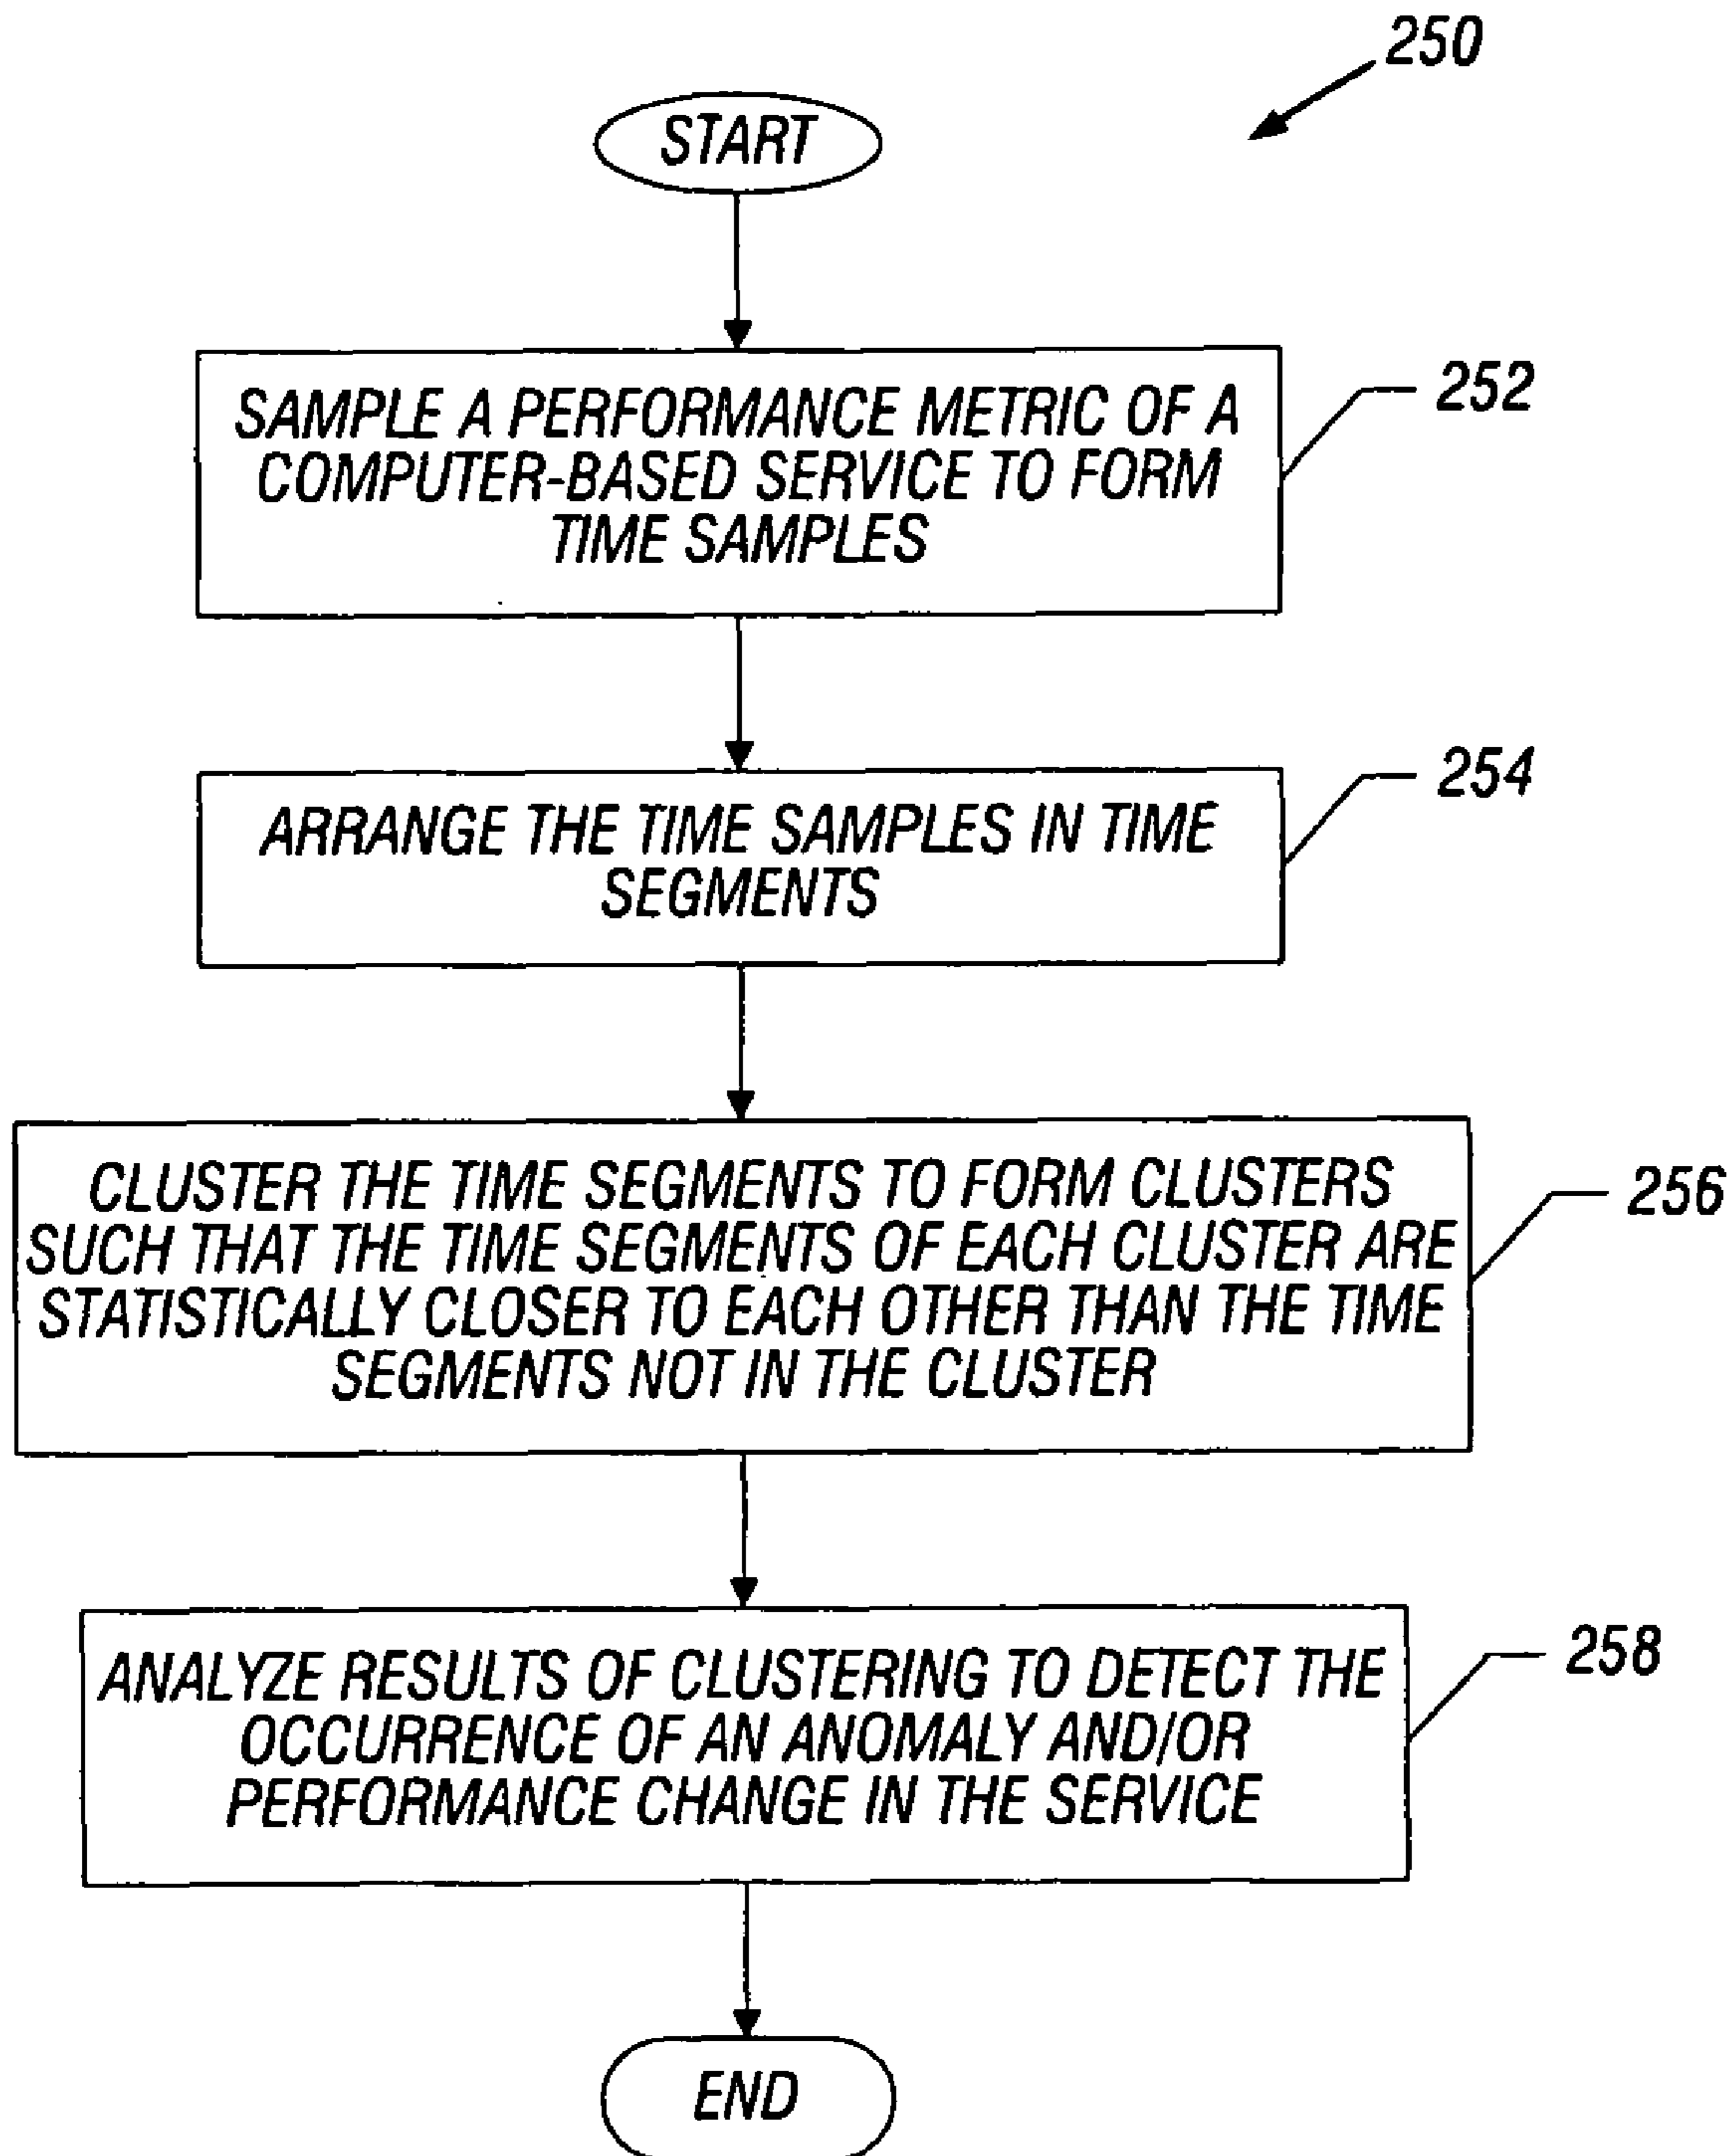 250
START
SAMPLE A PERFORMANCE METRIC OF A
COMPUTER-BASED SERVICE TO FORM
TIME SAMPLES
252
ARRANGE THE TIME SAMPLES IN TIME
SEGMENTS
254
CLUSTER THE TIME SEGMENTS TO FORM CLUSTERS
SUCH THAT THE TIME SEGMENTS OF EACH CLUSTER ARE
STATISTICALLY CLOSER TO EACH OTHER THAN THE TIME
SEGMENTS NOT IN THE CLUSTER
256
ANALYZE RESULTS OF CLUSTERING TO DETECT THE
OCCURRENCE OF AN ANOMALY AND/OR
PERFORMANCE CHANGE IN THE SERVICE
258
END